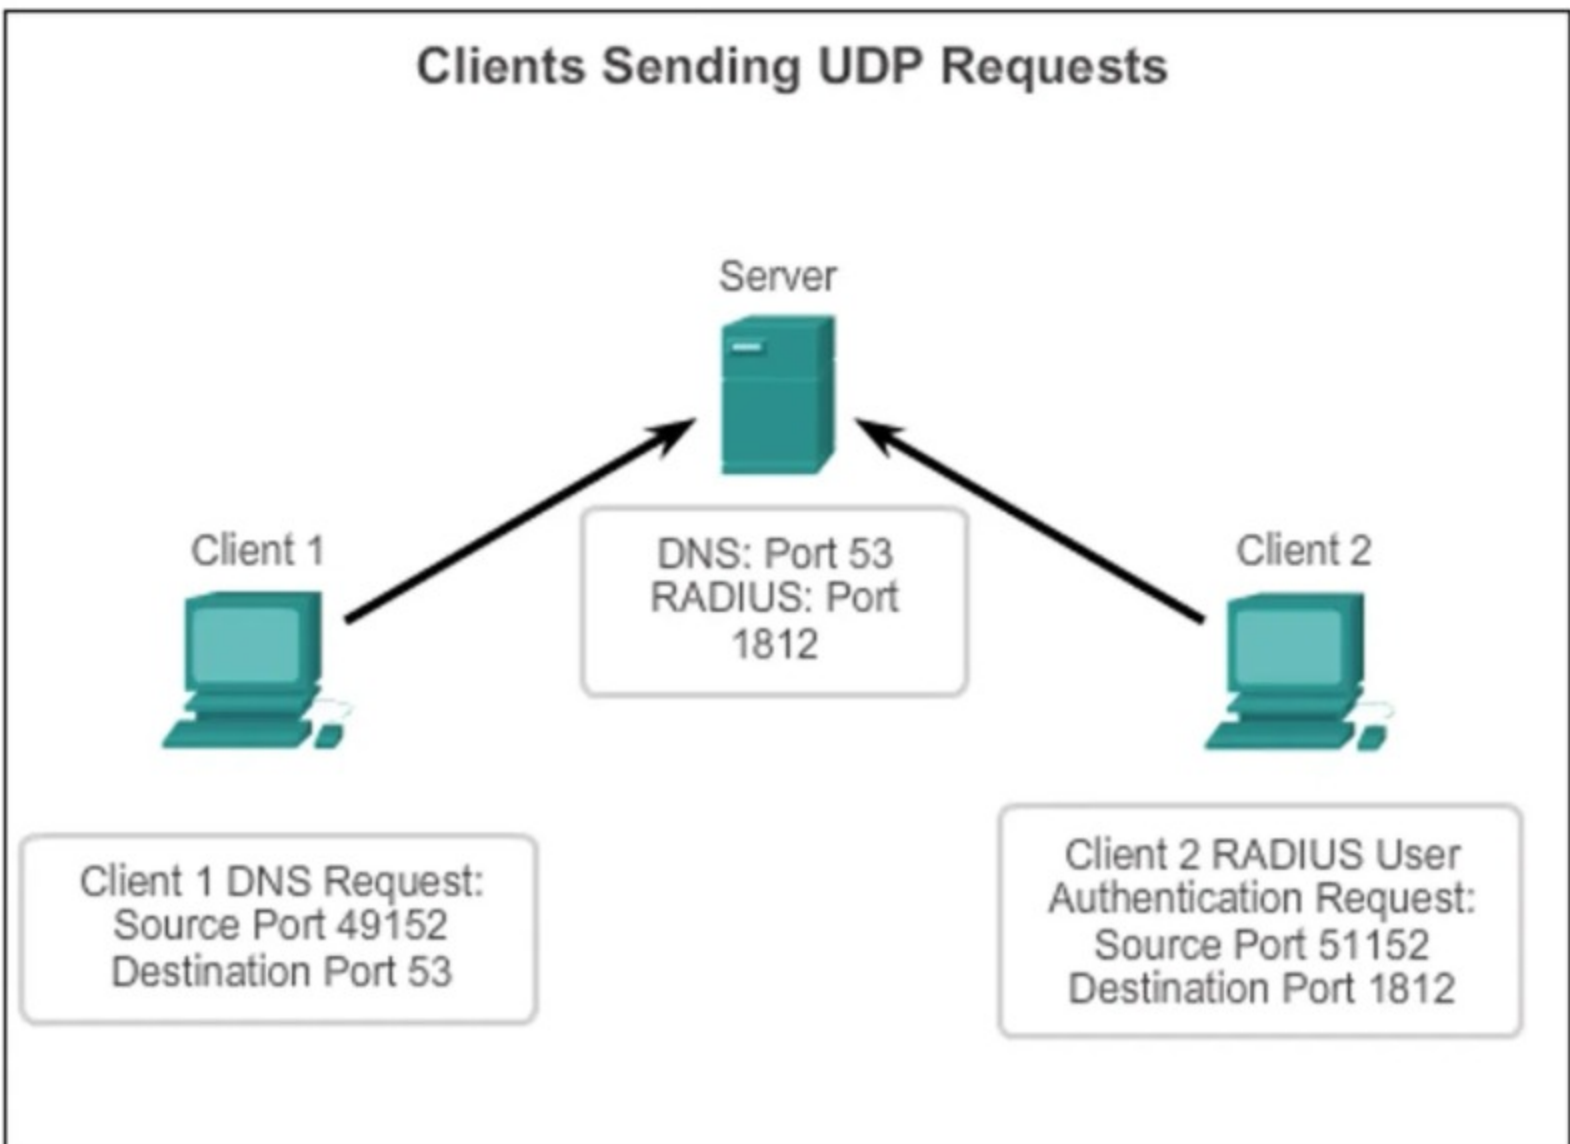 Clients Sending UDP Requests
Server
Client 1
DNS: Port 53
RADIUS: Port
1812
Client 2
Client 1 DNS Request:
Source Port 49152
Destination Port 53
Client 2 RADIUS User
Authentication Request:
Source Port 51152
Destination Port 1812